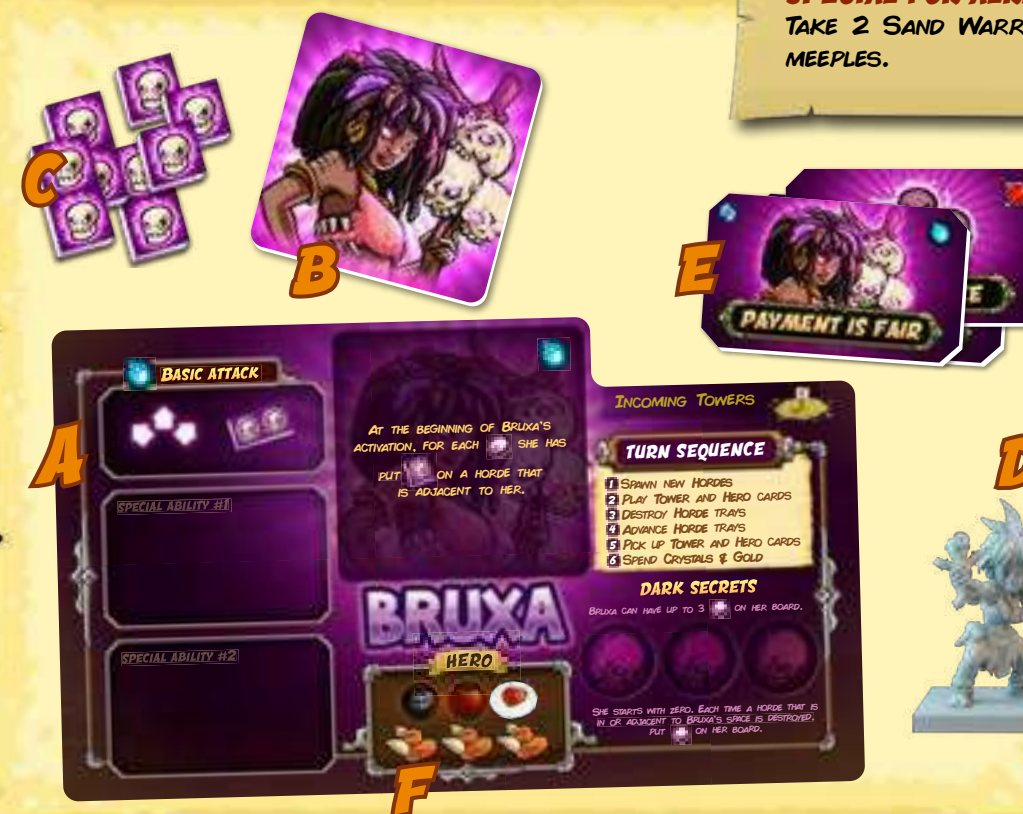 TAKE 2 SAND
MEEPLES.
C
B
E
PAYMENT IS FAIR
A
BASIC ATTACK
SPECIAL ABILITY #1
SPECIAL ABILITY #2
AT THE BEGINNING OF BRUXA'S
ACTIVATION, FOR EACH SHE HAS
PUT ON A HORDE THAT
IS ADJACENT TO HER.
BRUXA
HERO
F
INCOMING TOWERS
TURN SEQUENCE
1 SPAWN NEW HORDES
2 PLAY TOWER AND HERO CARDS
3 DESTROY HORDE TRAYS
4 ADVANCE HORDE TRAYS
5 PICK UP TOWER AND HERO CARDS
6 SPEND CRYSTALS & GOLD
DARK SECRETS
BRUXA CAN HAVE UP TO 3 ON HER BOARD.
SHE STARTS WITH ZERO. EACH TIME A HORDE THAT IS
IN OR ADJACENT TO BRUXA'S SPACE IS DESTROYED,
PUT ON HER BOARD.
D